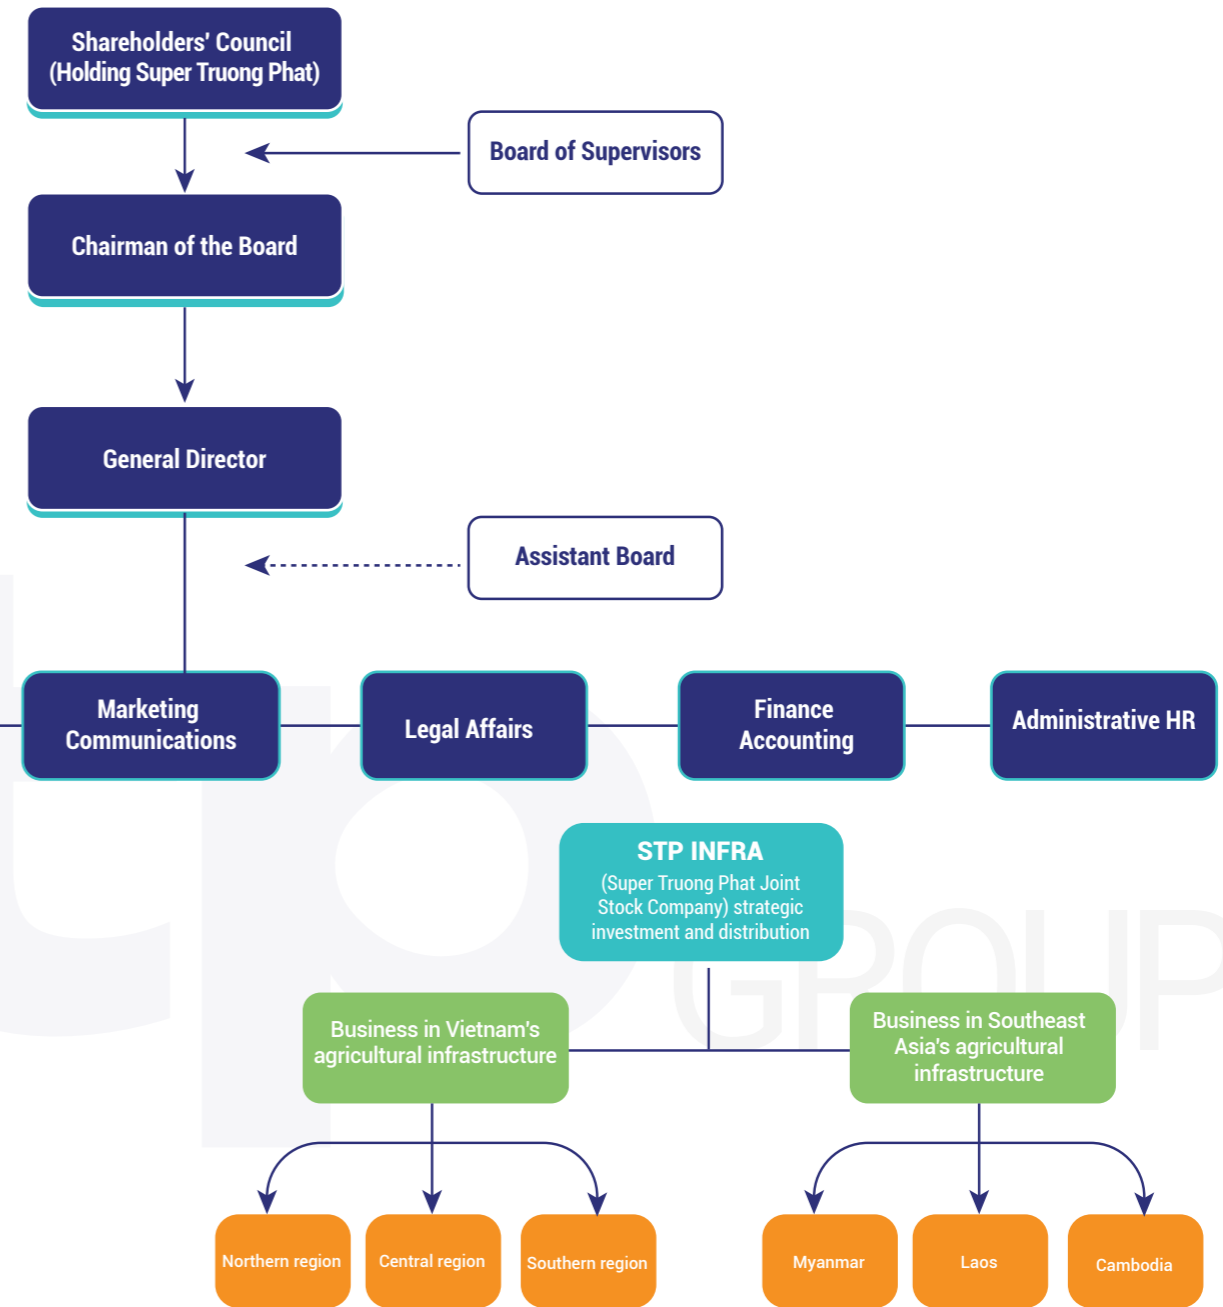 Shareholders' Council
(Holding Super Truong Phat)
Board of Supervisors
Chairman of the Board
General Director
Assistant Board
Marketing
Communications
Legal Affairs
Finance
Accounting
Administrative HR
STP INFRA
(Super Truong Phat Joint
Stock Company) strategic
investment and distribution
Business in Vietnam's
agricultural infrastructure
Business in Southeast
Asia's agricultural
infrastructure
Northern region
Central region
Southern region
Myanmar
Laos
Cambodia
tp
GROUP